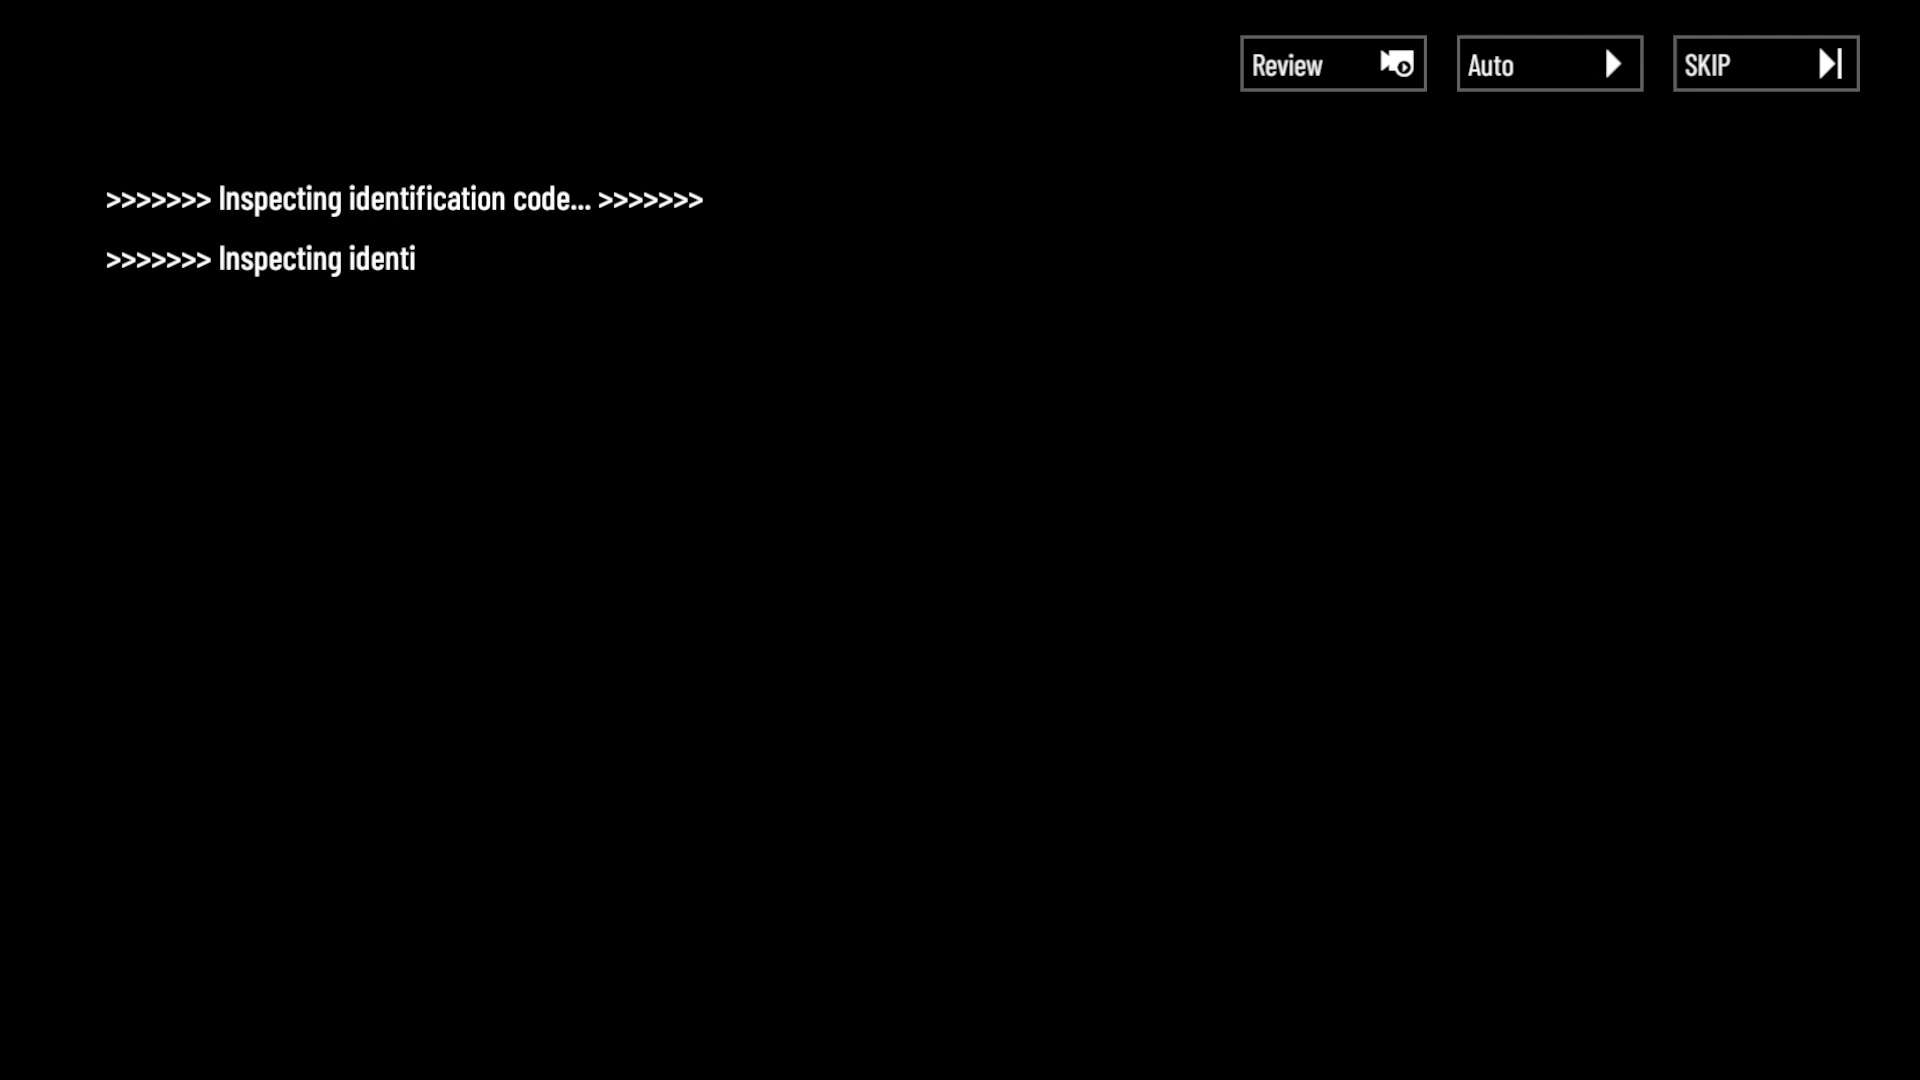 Review
Auto
SKIP
>>>>>>> Inspecting identification code... >>>>>>>
>>>>>>> Inspecting identi